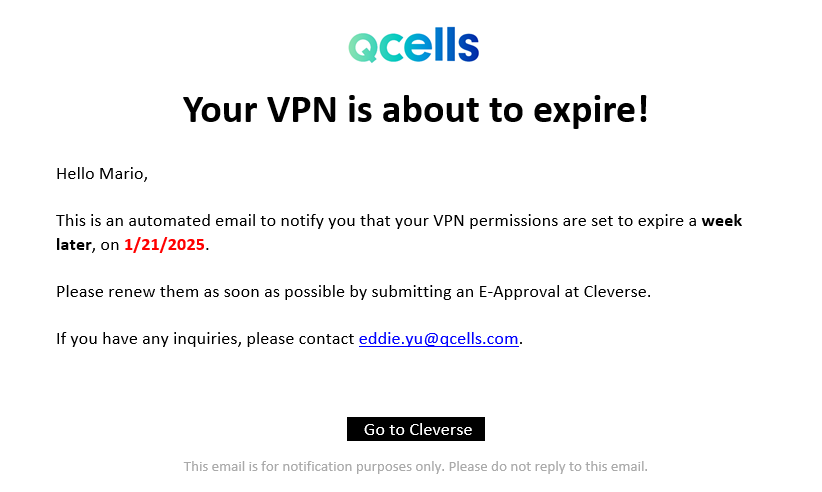 Qcells
Your VPN is about to expire!
Hello Mario,
This is an automated email to notify you that your VPN permissions are set to expire a week
later, on 1/21/2025.
Please renew them as soon as possible by submitting an E-Approval at Cleverse.
If you have any inquiries, please contact eddie.yu@qcells.com.
Go to Cleverse
This email is for notification purposes only. Please do not reply to this email.